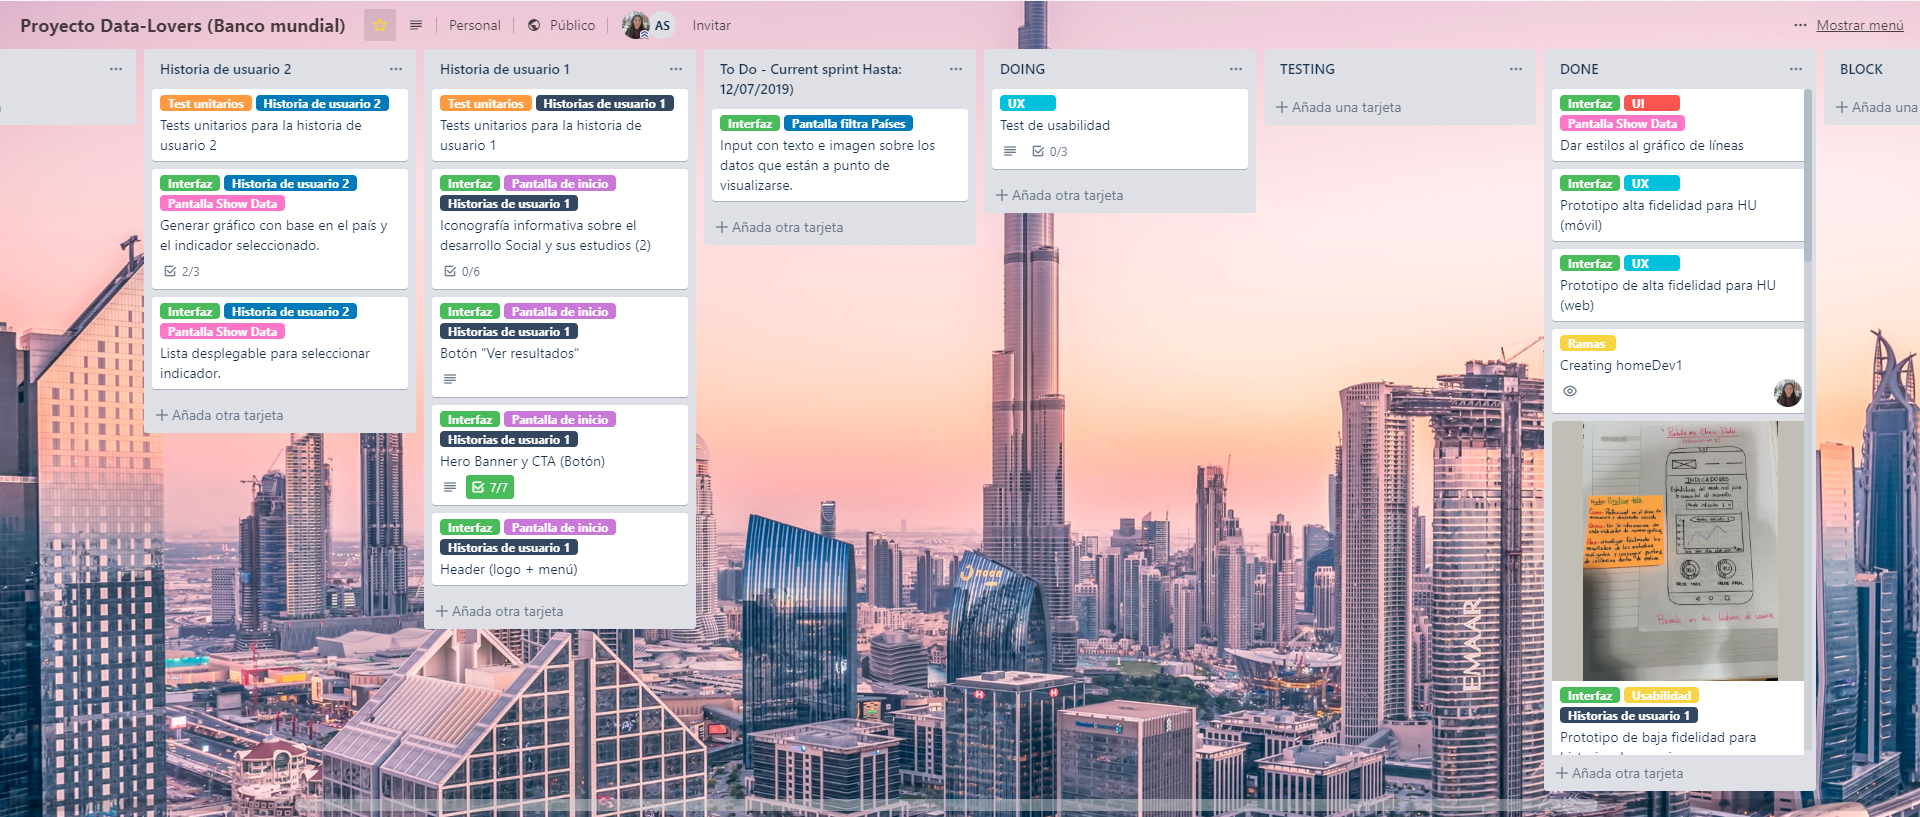 Proyecto Data-Lovers (Banco mundial)
Personal
Público
AS
Invitar
Mostrar menú
Historia de usuario 2
Test unitarios Historia de usuario 2
Tests unitarios para la historia de
usuario 2
Interfaz Historia de usuario 2
Pantalla Show Data
Generar gráfico con base en el país y
el indicador seleccionado.
2/3
Interfaz Historia de usuario 2
Pantalla Show Data
Lista desplegable para seleccionar
indicador.
+ Añada otra tarjeta
Historia de usuario 1
Test unitarios Historias de usuario 1
Tests unitarios para la historia de
usuario 1
Interfaz Pantalla de inicio
Historias de usuario 1
Iconografía informativa sobre el
desarrollo Social y sus estudios (2)
0/6
Interfaz Pantalla de inicio
Historias de usuario 1
Botón "Ver resultados"
Interfaz Pantalla de inicio
Historias de usuario 1
Hero Banner y CTA (Botón)
7/7
Interfaz Pantalla de inicio
Historias de usuario 1
Header (logo + menú)
+ Añada otra tarjeta
To Do - Current sprint Hasta:
12/07/2019)
Interfaz Pantalla filtra Países
Input con texto e imagen sobre los
datos que están a punto de
visualizarse.
+ Añada otra tarjeta
DOING
UX
Test de usabilidad
0/3
+ Añada otra tarjeta
TESTING
+ Añada una tarjeta
DONE
Interfaz UI
Pantalla Show Data
Dar estilos al gráfico de líneas
Interfaz UX
Prototipo alta fidelidad para HU
(móvil)
Interfaz UX
Prototipo de alta fidelidad para HU
(web)
Ramas
Creating homeDev1
INDICADORES
Interfaz Usabilidad
Historias de usuario 1
Prototipo de baja fidelidad para
+ Añada otra tarjeta
BLOCK
+ Añada una
noon
EMAAR